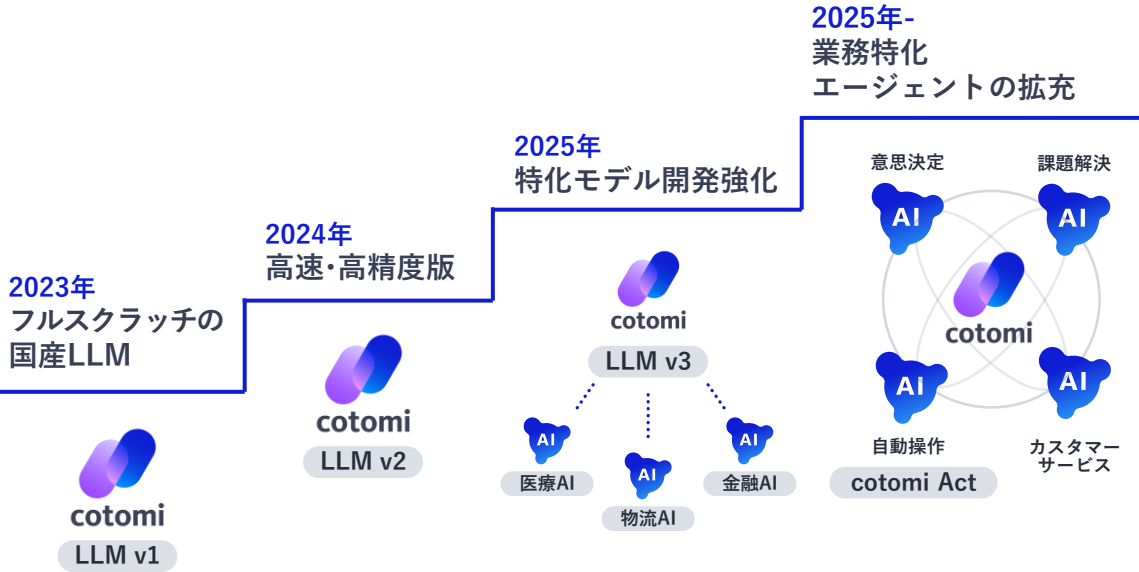 2023年
フルスクラッチの
国産LLM
cotomi
LLM v1
2024年
高速・高精度版
cotomi
LLM v2
2025年
特化モデル開発強化
cotomi
LLM v3
AI
医療AI
AI
物流AI
AI
金融AI
2025年-
業務特化
エージェントの拡充
意思決定
AI
課題解決
AI
cotomi
AI
自動操作
cotomi Act
AI
カスタマー
サービス